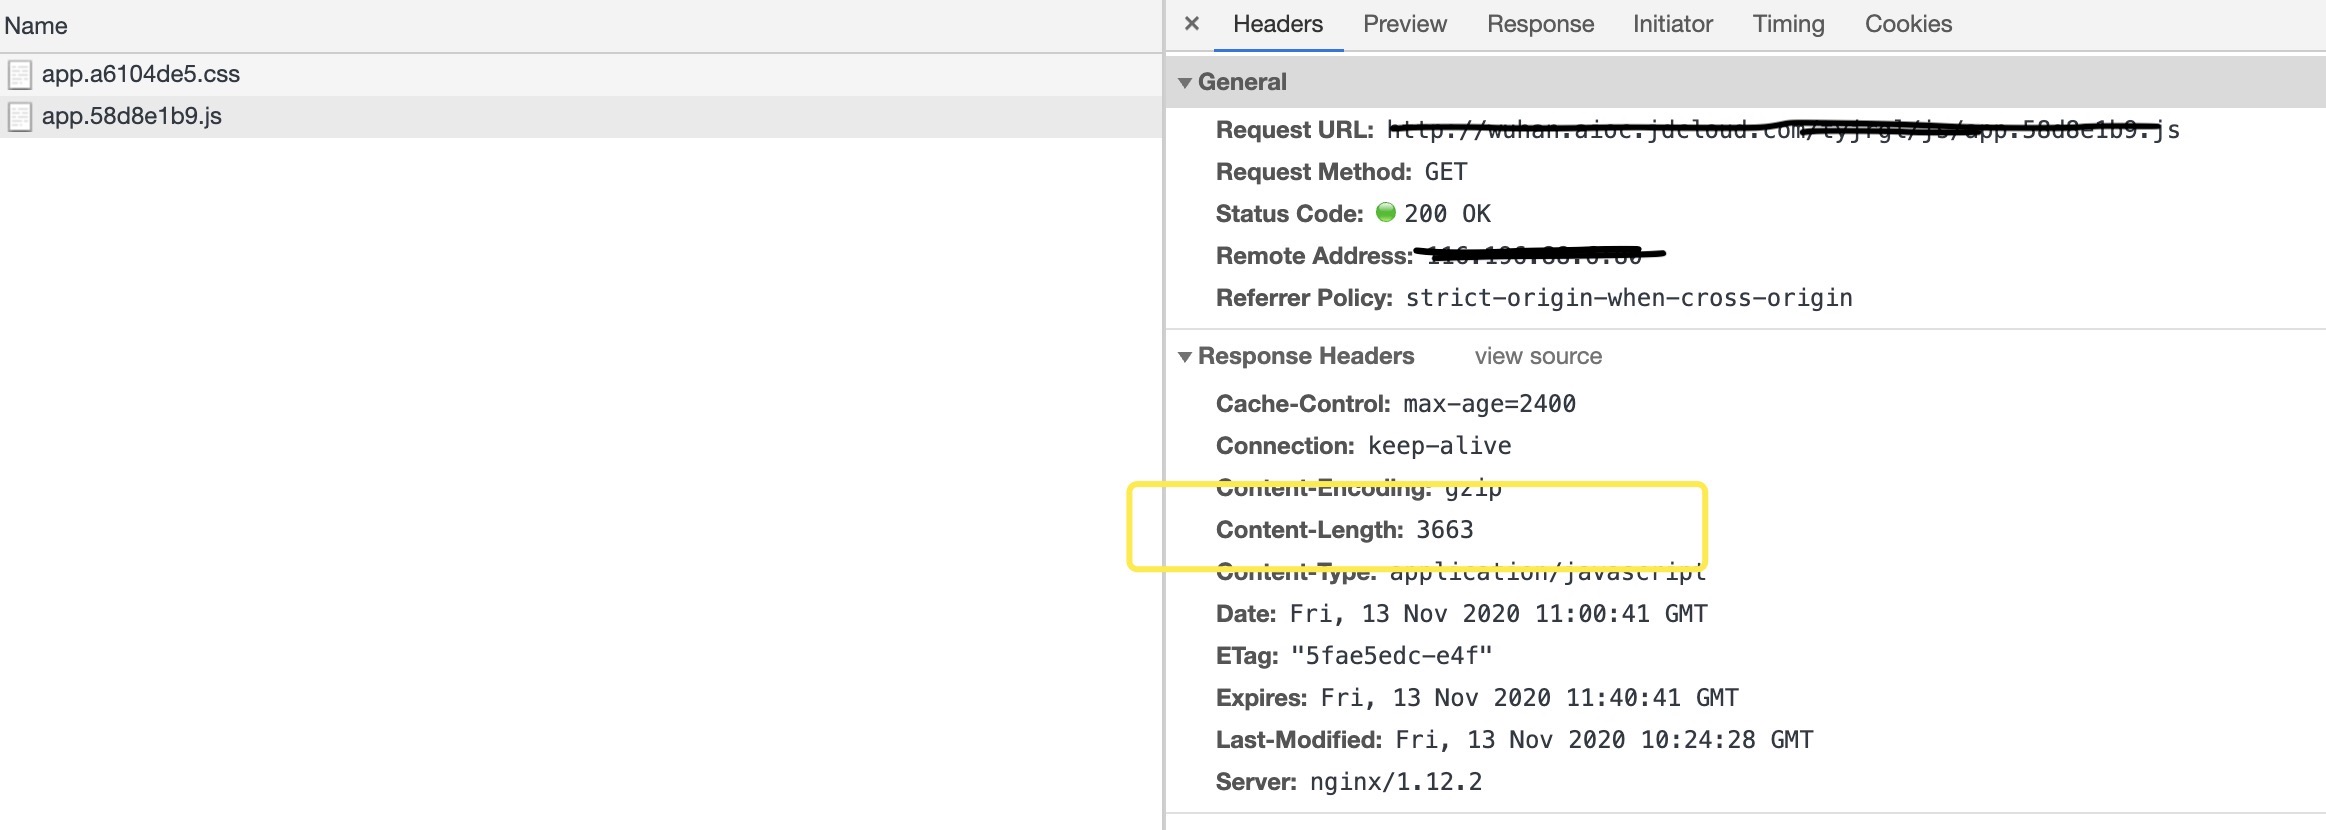 Name
app.a6104de5.css
app.58d8e1b9.js
× Headers Preview Response Initiator Timing Cookies
General
Request URL:
Request Method: GET
Status Code: 200 OK
Remote Address:
Referrer Policy: strict-origin-when-cross-origin
Response Headers view source
Cache-Control: max-age=2400
Connection: keep-alive
Content-Encoding: gzip
Content-Length: 3663
Content-Type: application/javascript
Date: Fri, 13 Nov 2020 11:00:41 GMT
ETag: "5fae5edc-e4f"
Expires: Fri, 13 Nov 2020 11:40:41 GMT
Last-Modified: Fri, 13 Nov 2020 10:24:28 GMT
Server: nginx/1.12.2